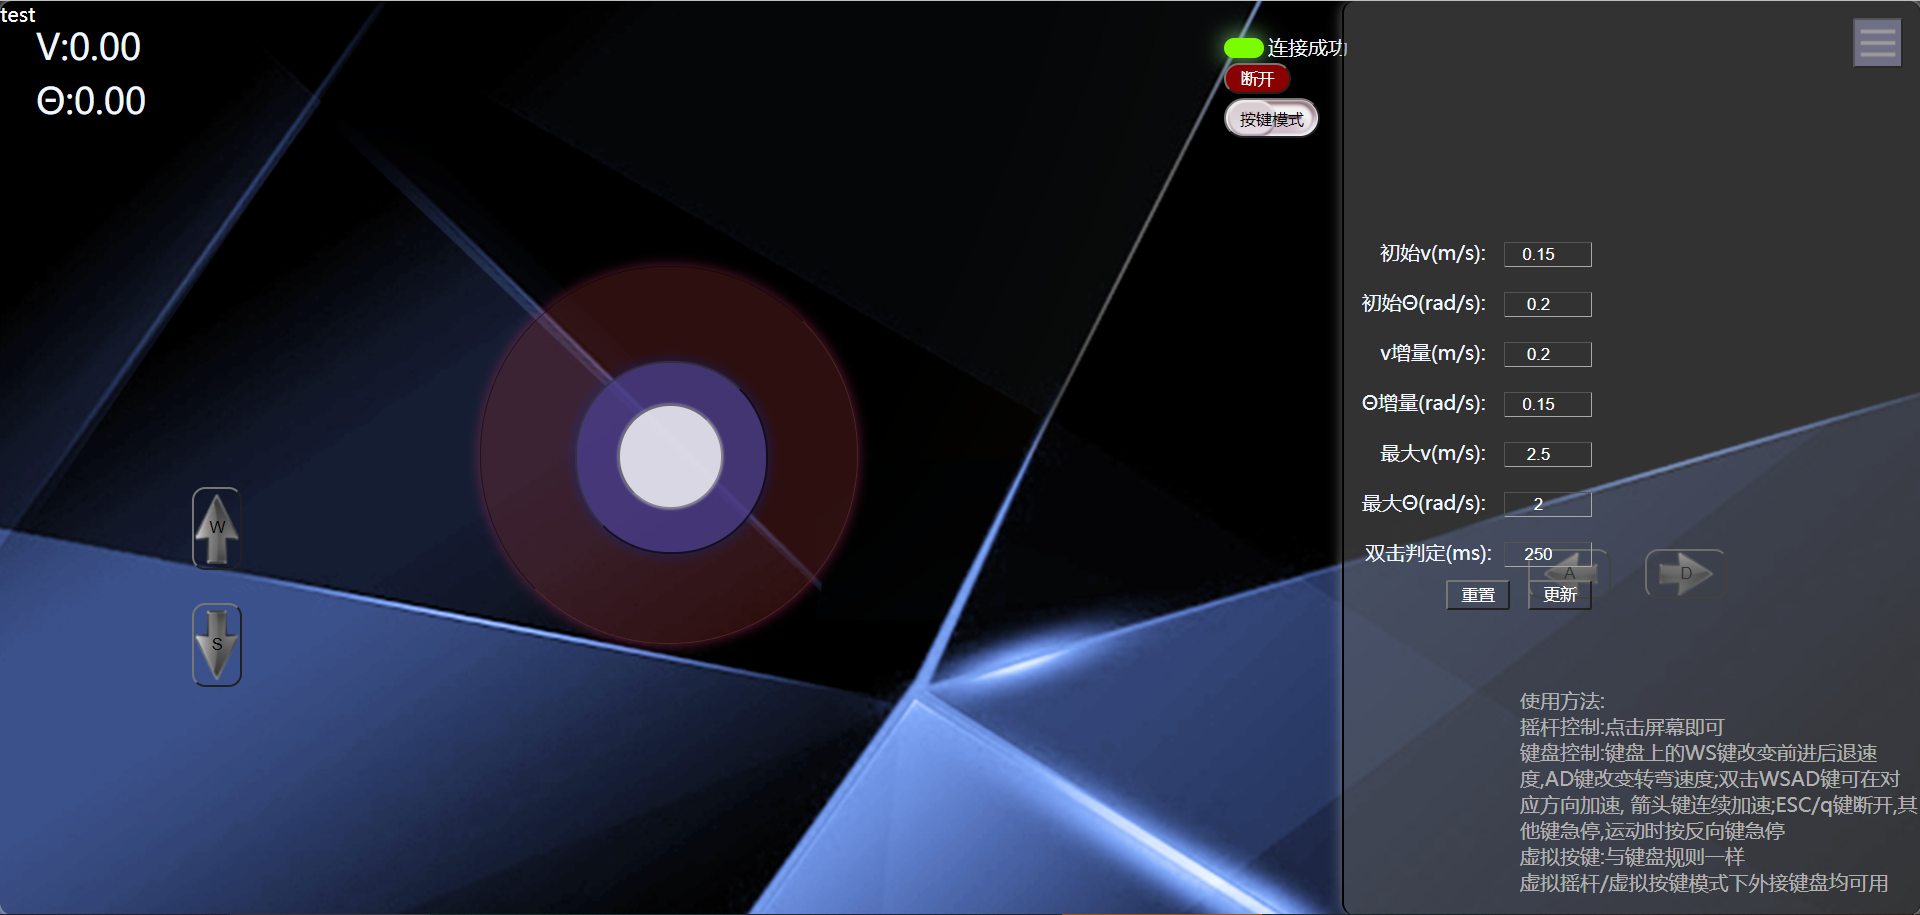 test
V:0.00
Θ:0.00
连接成功
断开
按键模式
初始v(m/s): 0.15
初始Θ(rad/s): 0.2
v增量(m/s): 0.2
Θ增量(rad/s): 0.15
最大v(m/s): 2.5
最大Θ(rad/s): 2
双击判定(ms): 250
W
S
A
D
重置
更新
使用方法:
摇杆控制:点击屏幕即可
键盘控制:键盘上的WS键改变前进后退速
度,AD键改变转弯速度;双击WSAD键可在对
应方向加速, 箭头键连续加速;ESC/q键断开,其
他键急停,运动时按反向键急停
虚拟按键:与键盘规则一样
虚拟摇杆/虚拟按键模式下外接键盘均可用